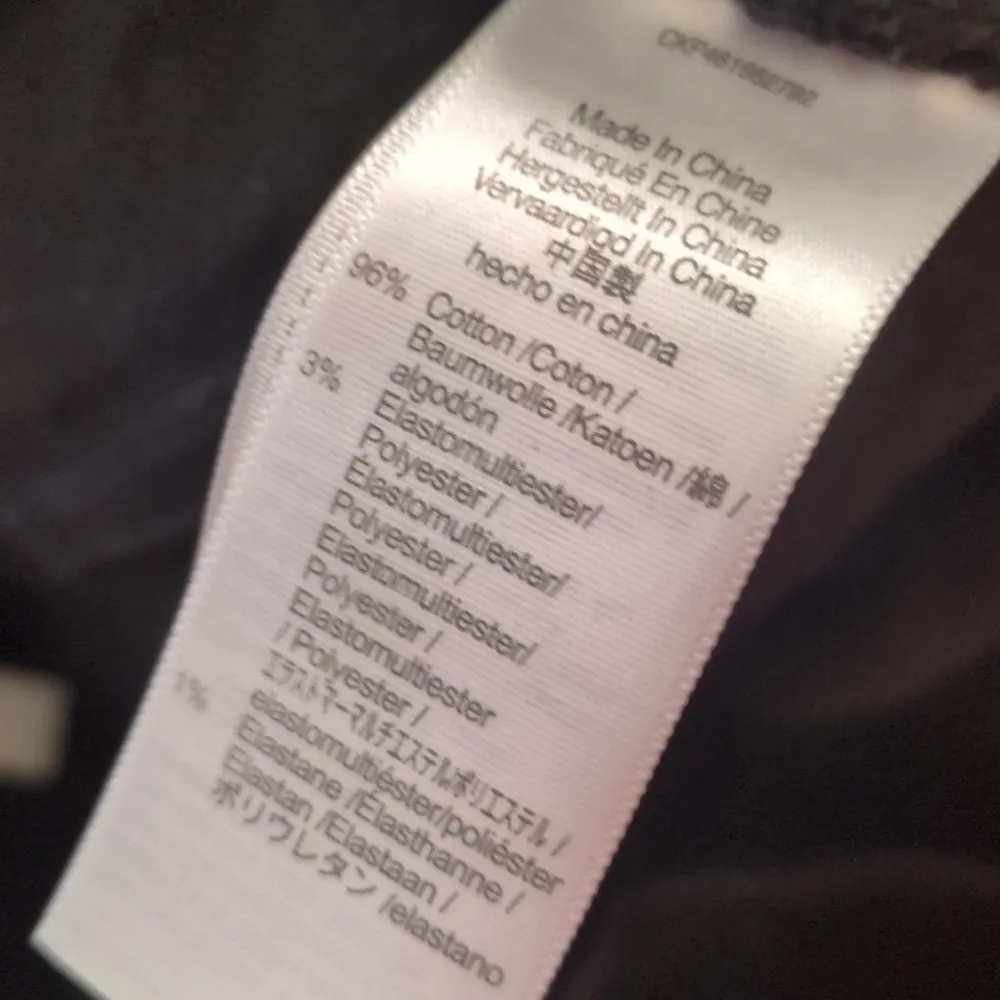 Made In China
Fabriqué En Chine
Hergestellt In China
Vervaardigd In China
中国製
hecho en china
96% Cotton /Coton /
Baumwolle /Katoen /綿 /
algodón
3% Elastomultiester/
Polyester /
Élastomultiester/
Polyester /
Elastomultiester/
Polyester /
Elastomultiester
/ Polyester /
エラストマーマルチエステルポリエステル /
elastomultiéster/poliéster
1% Elastane /Élasthanne /
Elastan /Elastaan /
ポリウレタン /elastano